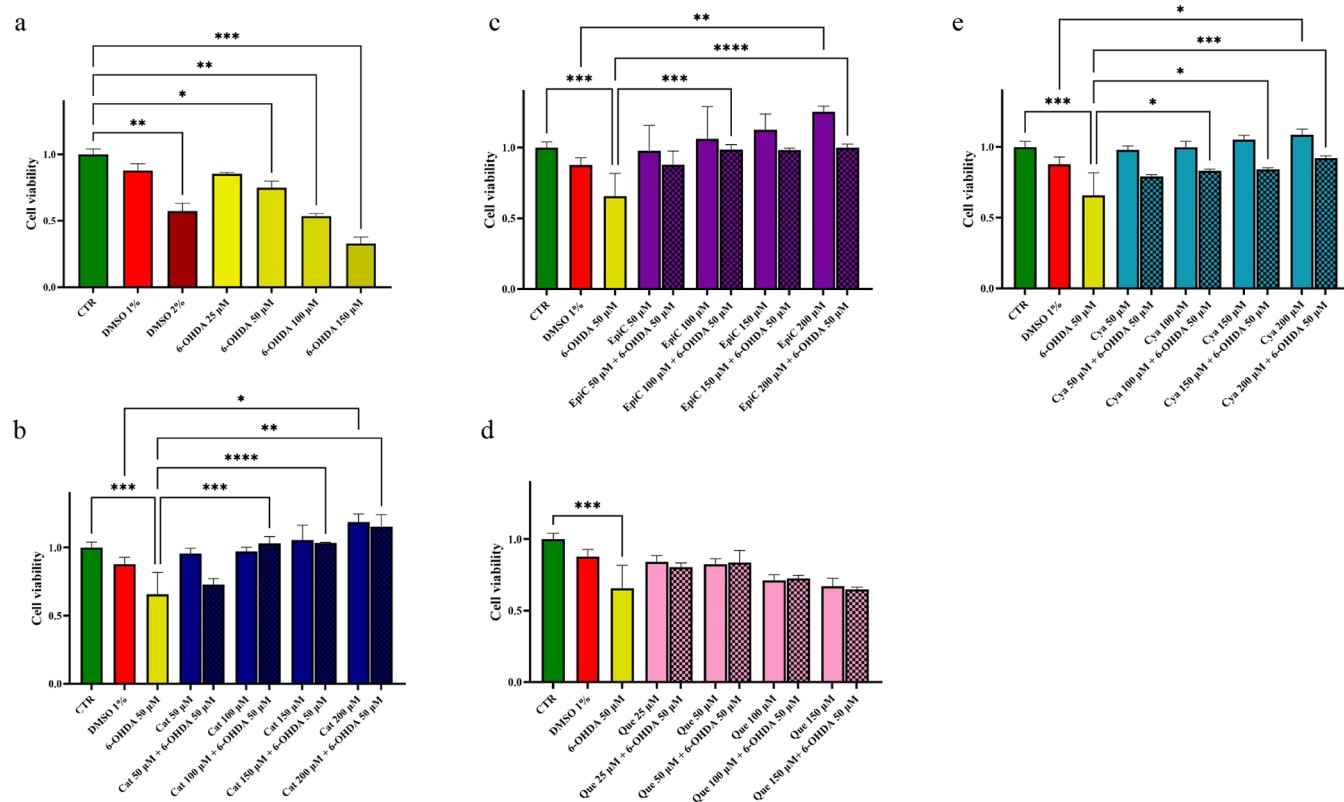 a
***
**
*
**
Cell viability
1.0
0.5
0.0
CTR
DMSO 1%
DMSO 2%
6-OHDA 25 µM
6-OHDA 50 µM
6-OHDA 100 µM
6-OHDA 150 µM
b
*
**
****
***
***
Cell viability
1.0
0.5
0.0
CTR
DMSO 1%
6-OHDA 50 µM
Cat 50 µM
Cat 50 µM + 6-OHDA 50 µM
Cat 100 µM
Cat 100 µM + 6-OHDA 50 µM
Cat 150 µM
Cat 150 µM + 6-OHDA 50 µM
Cat 200 µM
Cat 200 µM + 6-OHDA 50 µM
c
**
****
***
***
Cell viability
1.0
0.5
0.0
CTR
DMSO 1%
6-OHDA 50 µM
EpiC 50 µM
EpiC 50 µM + 6-OHDA 50 µM
EpiC 100 µM
EpiC 100 µM + 6-OHDA 50 µM
EpiC 150 µM
EpiC 150 µM + 6-OHDA 50 µM
EpiC 200 µM
EpiC 200 µM + 6-OHDA 50 µM
d
***
Cell viability
1.0
0.5
0.0
CTR
DMSO 1%
6-OHDA 50 µM
Que 25 µM
Que 25 µM + 6-OHDA 50 µM
Que 50 µM
Que 50 µM + 6-OHDA 50 µM
Que 100 µM
Que 100 µM + 6-OHDA 50 µM
Que 150 µM
Que 150 µM+ 6-OHDA 50 µM
e
*
***
*
***
*
Cell viability
1.0
0.5
0.0
CTR
DMSO 1%
6-OHDA 50 µM
Cya 50 µM
Cya 50 µM + 6-OHDA 50 µM
Cya 100 µM
Cya 100 µM + 6-OHDA 50 µM
Cya 150 µM
Cya 150 µM + 6-OHDA 50 µM
Cya 200 µM
Cya 200 µM + 6-OHDA 50 µM